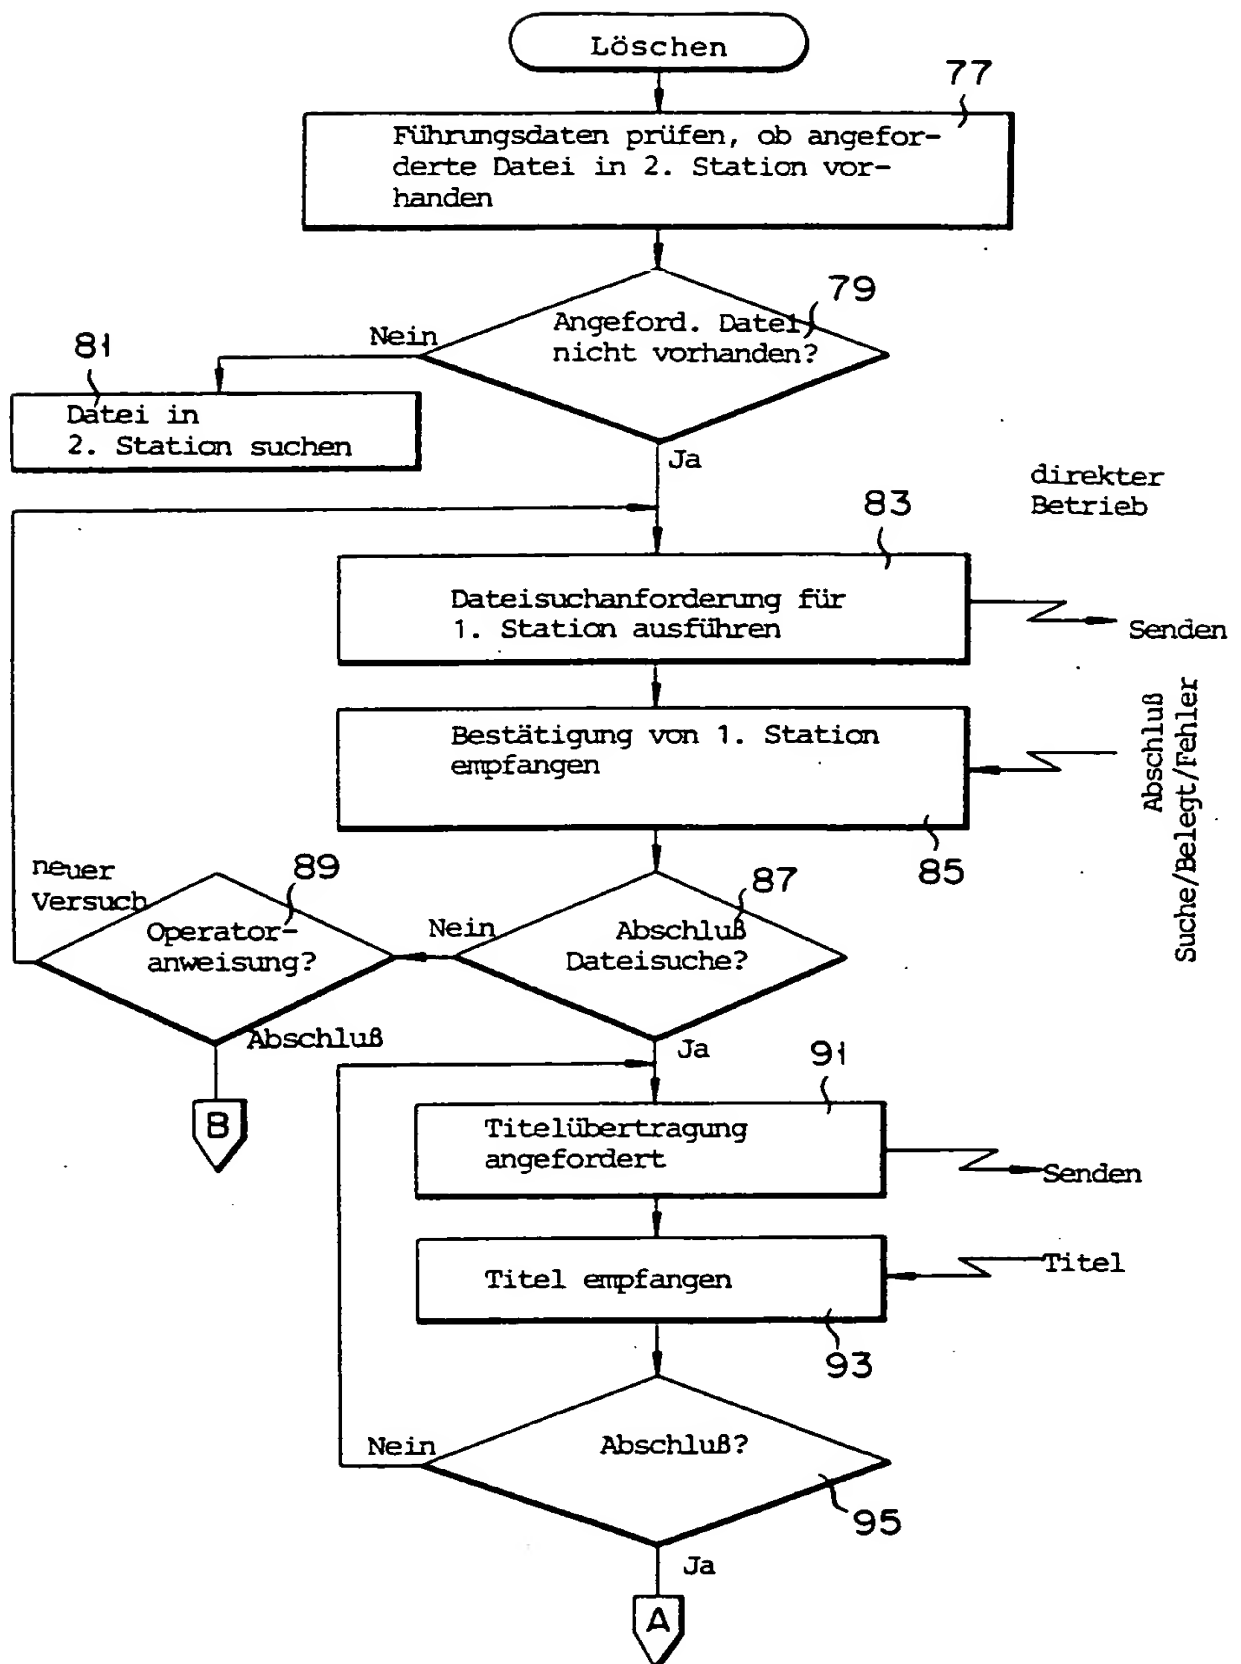 Löschen
77
Führungsdaten prüfen, ob angefor-
derte Datei in 2. Station vor-
handen
79
Angeford. Datei
nicht vorhanden?
Nein
81
Datei in
2. Station suchen
Ja
direkter
Betrieb
83
Dateisuchanforderung für
1. Station ausführen
Senden
Bestätigung von 1. Station
empfangen
Abschluß
Suche/Belegt/Fehler
85
87
Abschluß
Dateisuche?
Nein
89
neuer
Versuch
Operator-
anweisung?
Abschluß
B
Ja
91
Titelübertragung
angefordert
Senden
Titel empfangen
Titel
93
Abschluß?
Nein
95
Ja
A